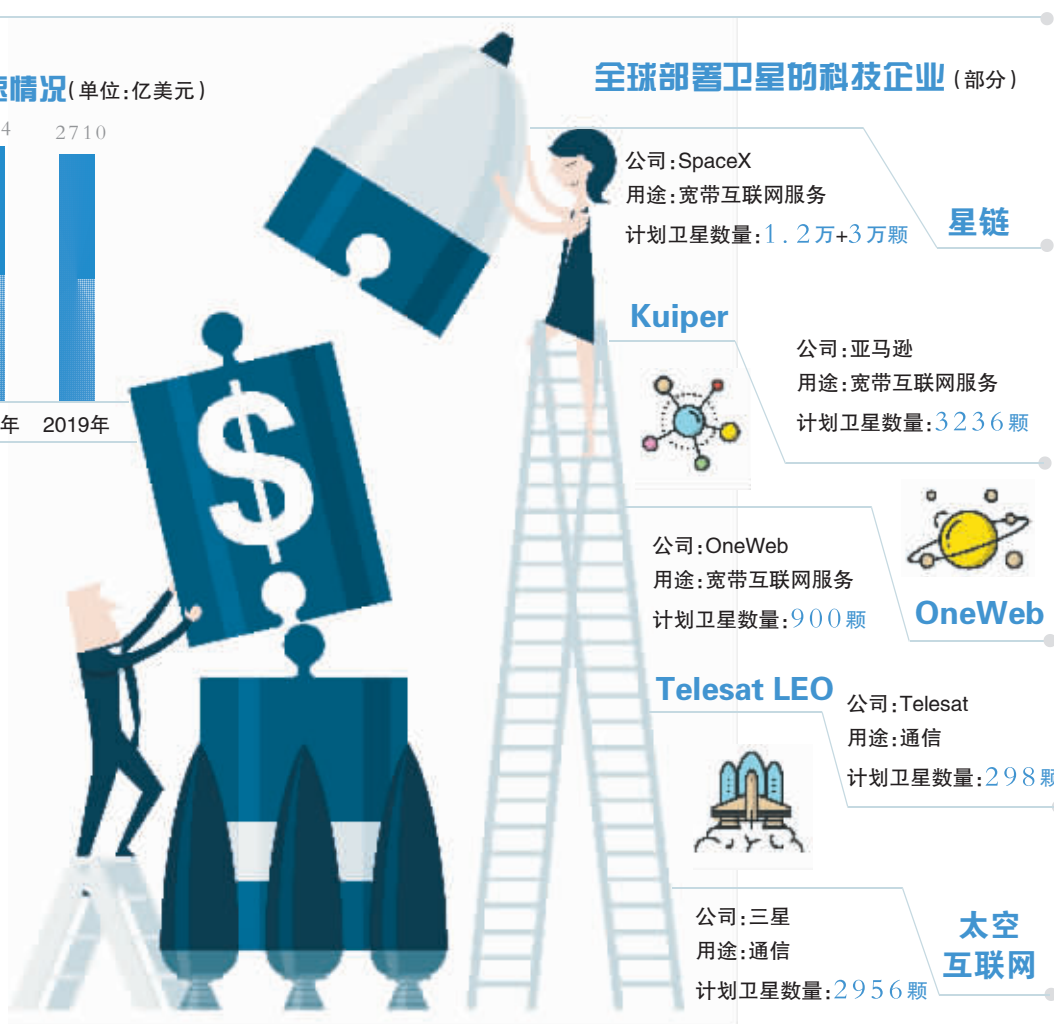 情况(单位:亿美元)
4
2710
年
2019年
$
全球部署卫星的科技企业(部分)
公司:SpaceX
用途:宽带互联网服务
计划卫星数量:1.2万+3万颗
星链
Kuiper
公司:亚马逊
用途:宽带互联网服务
计划卫星数量:3236颗
公司:OneWeb
用途:宽带互联网服务
计划卫星数量:900颗
OneWeb
Telesat LEO
公司:Telesat
用途:通信
计划卫星数量:298颗
公司:三星
用途:通信
计划卫星数量:2956颗
太空
互联网